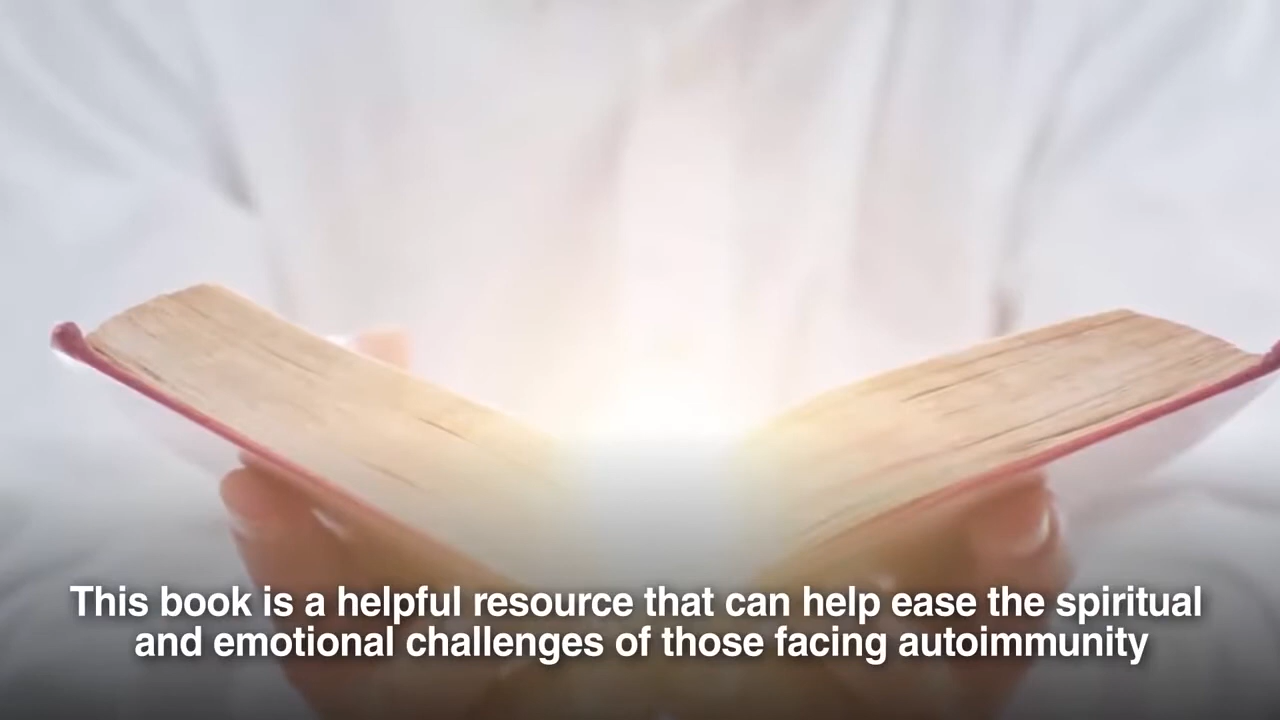 This book is a helpful resource that can help ease the spiritual
and emotional challenges of those facing autoimmunity